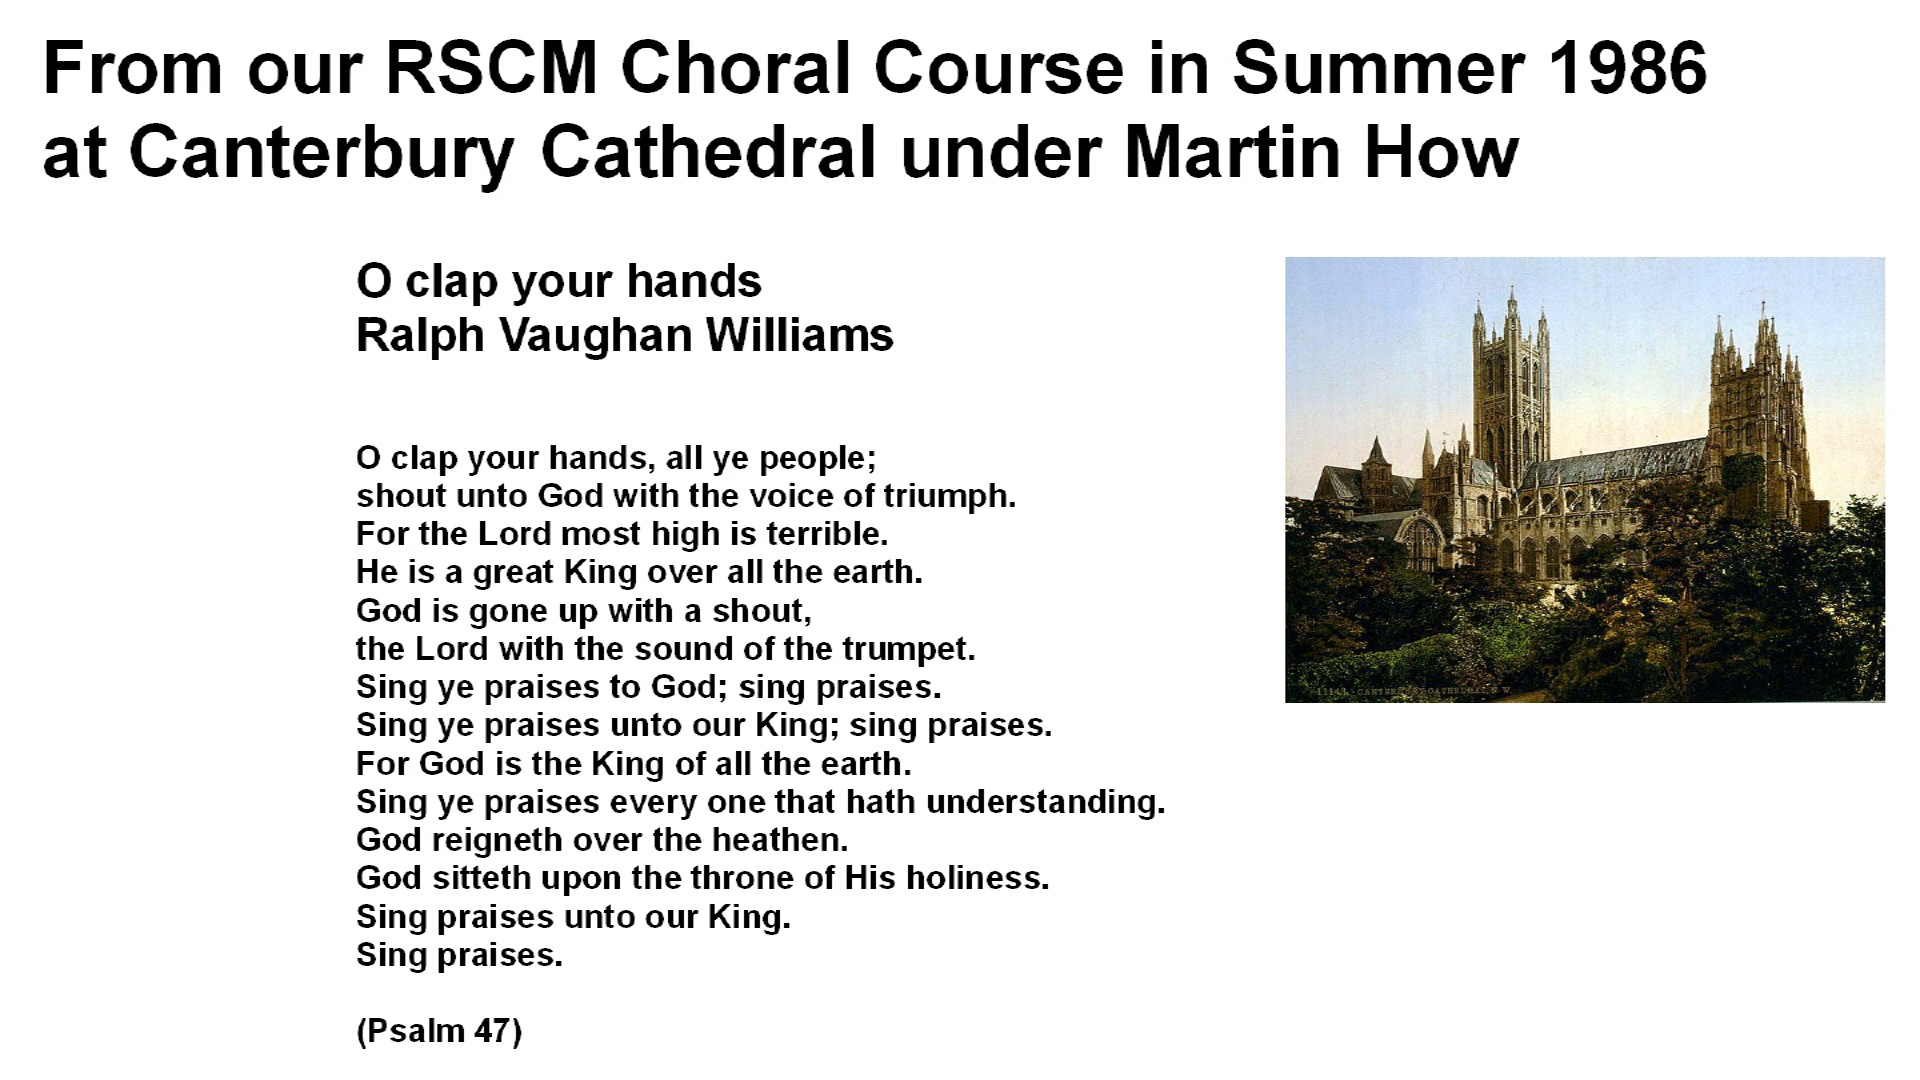 From our RSCM Choral Course in Summer 1986
at Canterbury Cathedral under Martin How
O clap your hands
Ralph Vaughan Williams
O clap your hands, all ye people;
shout unto God with the voice of triumph.
For the Lord most high is terrible.
He is a great King over all the earth.
God is gone up with a shout,
the Lord with the sound of the trumpet.
Sing ye praises to God; sing praises.
Sing ye praises unto our King; sing praises.
For God is the King of all the earth.
Sing ye praises every one that hath understanding.
God reigneth over the heathen.
God sitteth upon the throne of His holiness.
Sing praises unto our King.
Sing praises.
(Psalm 47)
CATHEDRAL N. W.